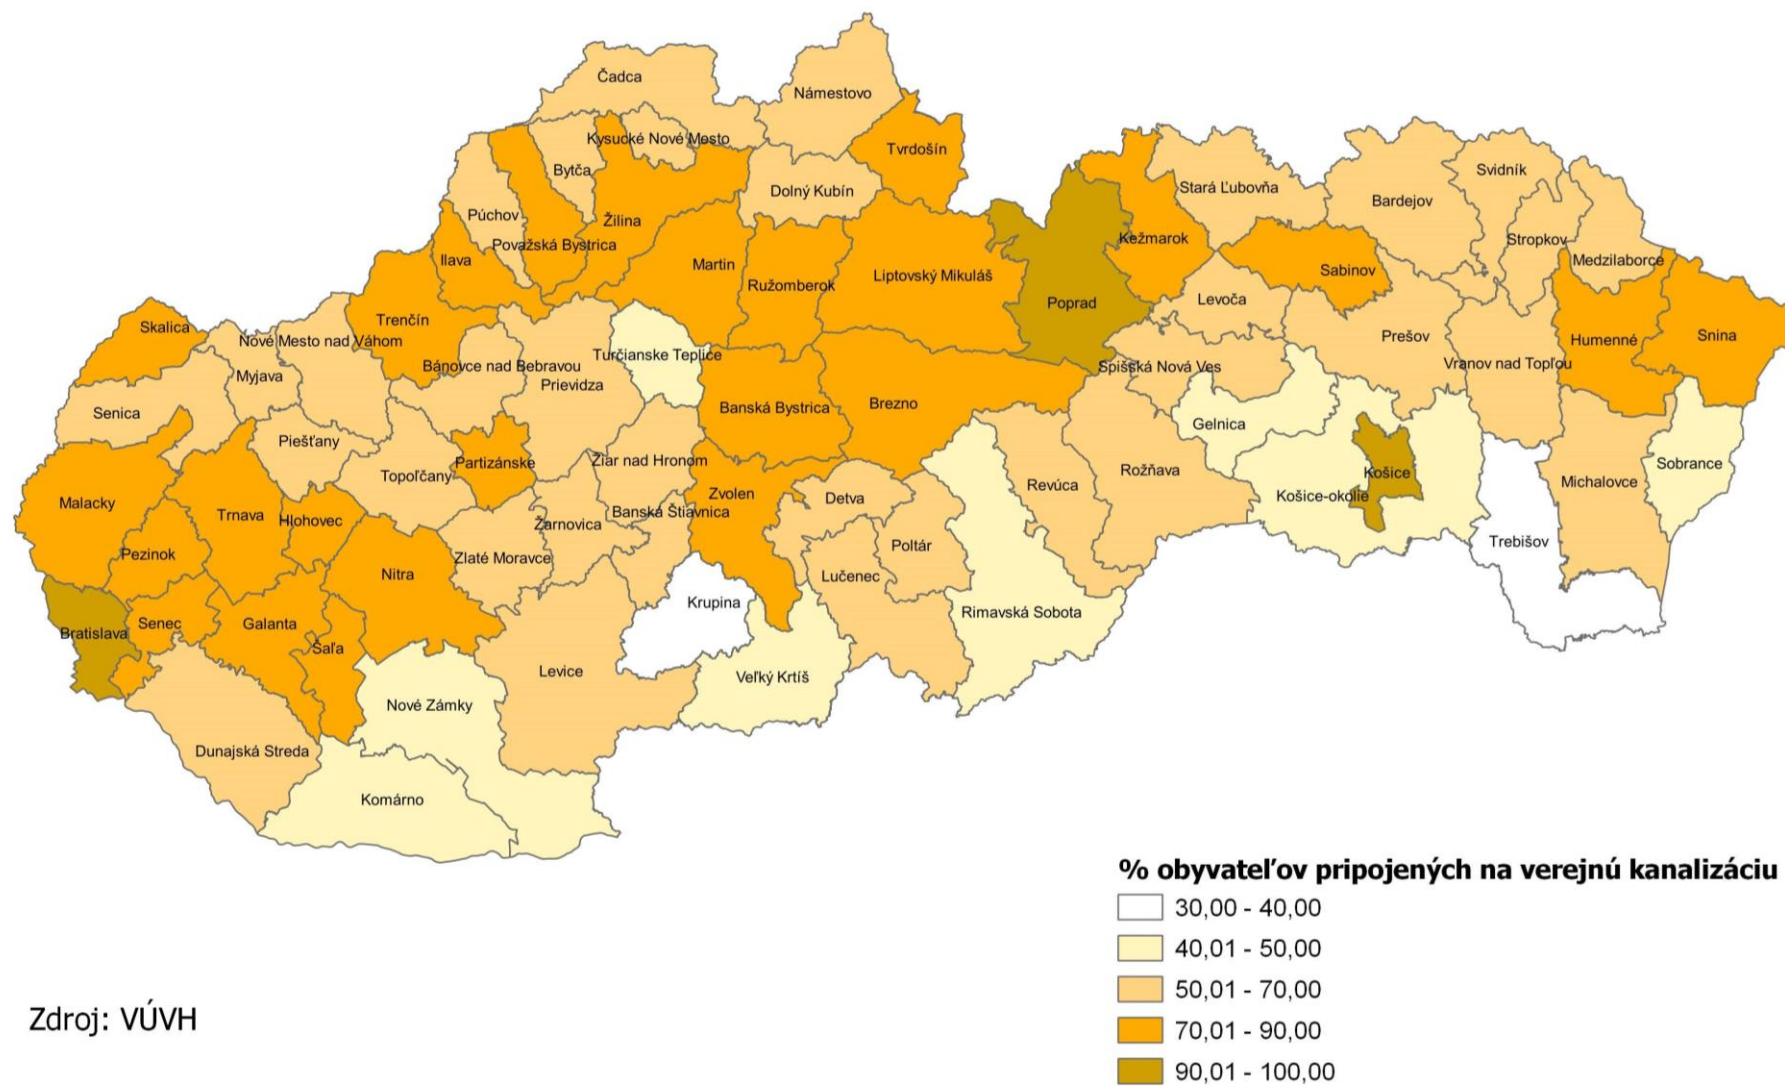 Čadca
Námestovo
Kysucké Nové Mesto
Tvrdošín
Bytča
Dolný Kubín
Svidník
Stará Ľubovňa
Bardejov
Púchov
Žilina
Považská Bystrica
Kežmarok
Stropkov
Ilava
Medzilaborce
Martin
Sabinov
Liptovský Mikuláš
Ružomberok
Levoča
Poprad
Trenčín
Skalica
Prešov
Snina
Nové Mesto nad Váhom
Humenné
Turčianske Teplice
Vranov nad Topľou
Bánovce nad Bebravou
Spišská Nová Ves
Myjava
Prievidza
Brezno
Banská Bystrica
Senica
Gelnica
Piešťany
Žiar nad Hronom
Partizánske
Sobrance
Rožňava
Košice
Topoľčany
Michalovce
Revúca
Zvolen
Detva
Košice-okolie
Malacky
Banská Štiavnica
Trnava
Hlohovec
Žarnovica
Trebišov
Poltár
Pezinok
Zlaté Moravce
Nitra
Lučenec
Krupina
Rimavská Sobota
Senec
Galanta
Bratislava
Šaľa
Levice
Veľký Krtíš
Nové Zámky
Dunajská Streda
Komárno
% obyvateľov pripojených na verejnú kanalizáciu
30,00 - 40,00
40,01 - 50,00
50,01 - 70,00
70,01 - 90,00
90,01 - 100,00
Zdroj: VÚVH